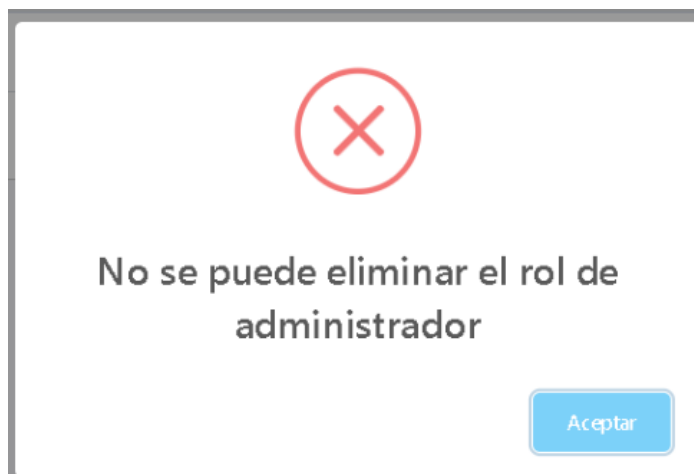 No se puede eliminar el rol de
administrador
Aceptar